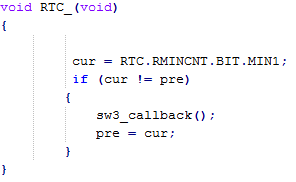 void RTC_(void)
{
cur = RTC.RMINCNT.BIT.MIN1;
if (cur != pre)
{
sw3_callback();
pre = cur;
}
}